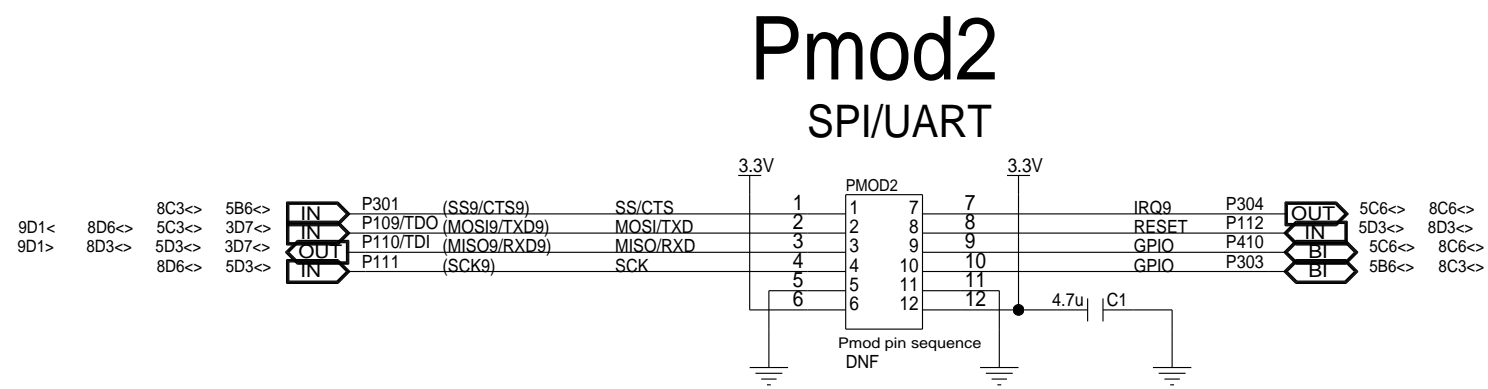 Pmod2
SPI/UART
3.3V 3.3V
PMOD2
8C3<> 5B6<> IN P301 (SS9/CTS9) SS/CTS 1 1 7 7 IRQ9 P304 OUT 5C6<> 8C6<>
9D1< 8D6<> 5C3<> 3D7<> IN P109/TDO (MOSI9/TXD9) MOSI/TXD 2 2 8 8 RESET P112 IN 5D3<> 8D3<>
9D1> 8D3<> 5D3<> 3D7<> OUT P110/TDI (MISO9/RXD9) MISO/RXD 3 3 9 9 GPIO P410 BI 5C6<> 8C6<>
8D6<> 5D3<> IN P111 (SCK9) SCK 4 4 10 10 GPIO P303 BI 5B6<> 8C3<>
5 5 11 11
6 6 12 12 4.7u C1
Pmod pin sequence
DNF